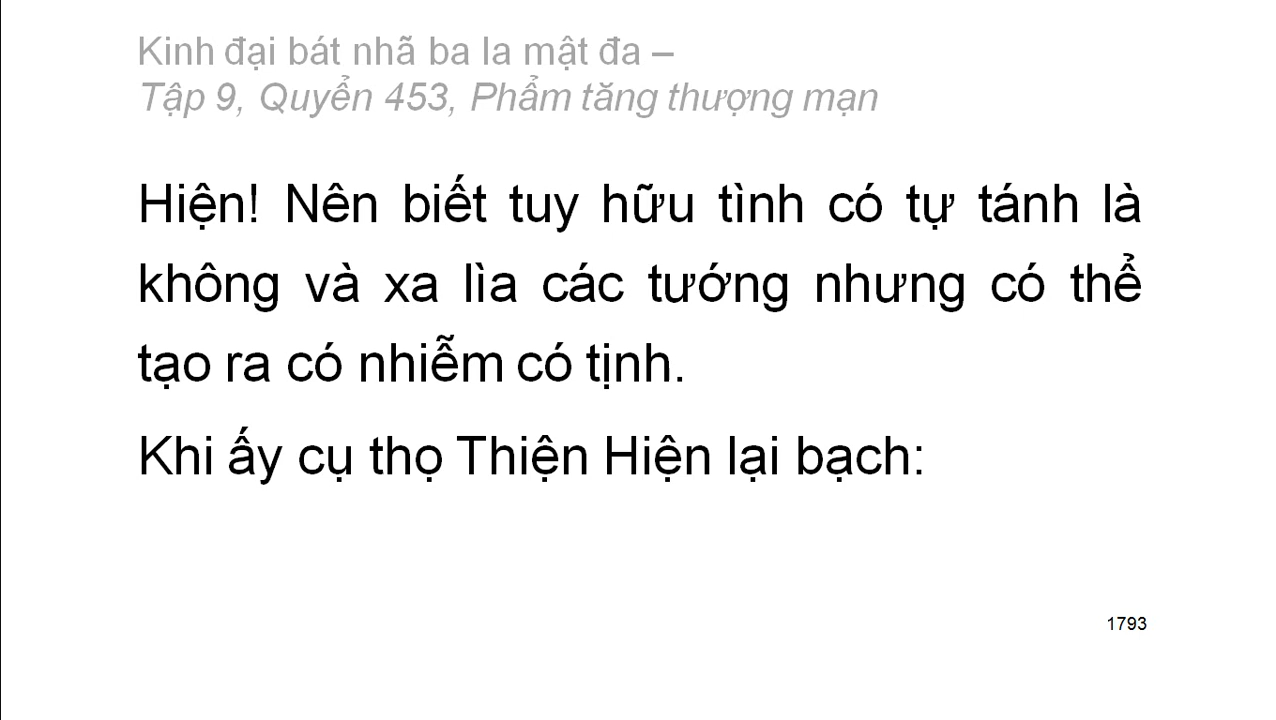 Kinh đại bát nhã ba la mật đa –
Tập 9, Quyển 453, Phẩm tăng thượng mạn
Hiện! Nên biết tuy hữu tình có tự tánh là
không và xa lìa các tướng nhưng có thể
tạo ra có nhiễm có tịnh.
Khi ấy cụ thọ Thiện Hiện lại bạch:
1793